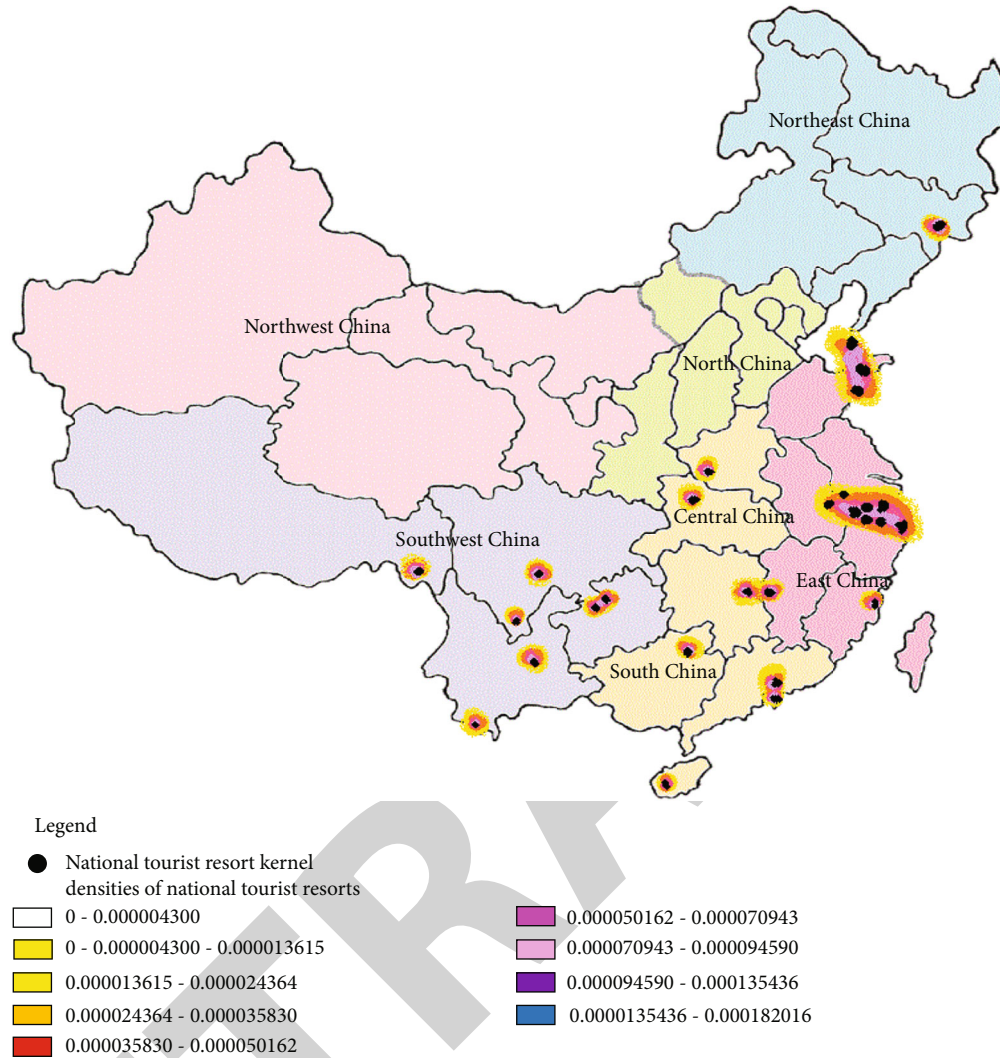 Northeast China
Northwest China
North China
Central China
Southwest China
East China
South China
Legend
National tourist resort kernel
densities of national tourist resorts
0 - 0.000004300
0 - 0.000004300 - 0.000013615
0.000013615 - 0.000024364
0.000024364 - 0.000035830
0.000035830 - 0.000050162
0.000050162 - 0.000070943
0.000070943 - 0.000094590
0.000094590 - 0.000135436
0.0000135436 - 0.000182016